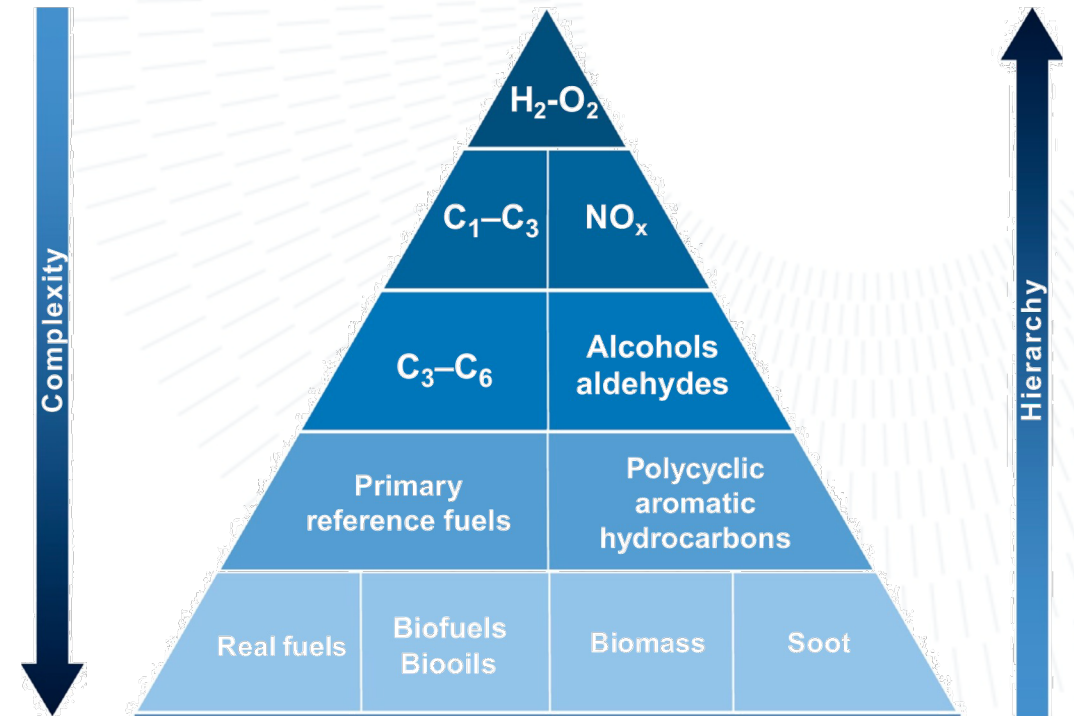 H₂-O₂
C₁–C₃
NOₓ
Complexity
Hierarchy
C₃–C₆
Alcohols
aldehydes
Primary
reference fuels
Polycyclic
aromatic
hydrocarbons
Real fuels
Biofuels
Biooils
Biomass
Soot